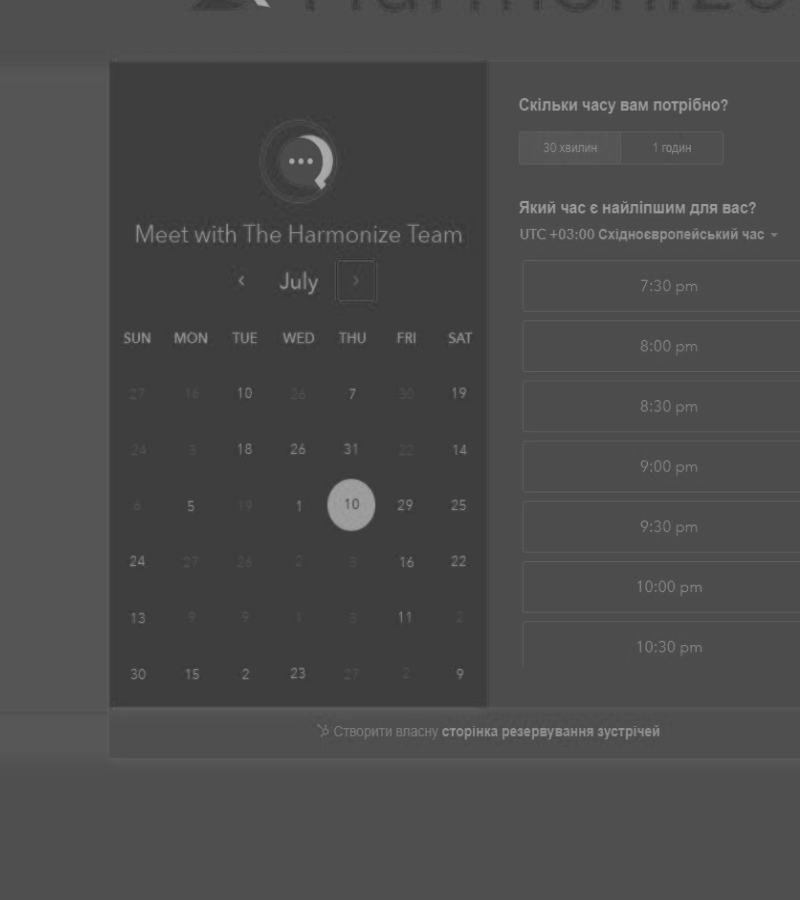 Harmonize
Meet with The Harmonize Team
July
SUN MON TUE WED THU FRI SAT
27 16 10 26 7 30 19
24 3 18 26 31 22 14
6 5 19 1 10 29 25
24 27 26 2 3 16 22
13 9 9 1 3 11 2
30 15 2 23 27 2 9
Скільки часу вам потрібно?
30 хвилин 1 годин
Який час є найліпшим для вас?
UTC +03:00 Східноєвропейський час
7:30 pm
8:00 pm
8:30 pm
9:00 pm
9:30 pm
10:00 pm
10:30 pm
Створити власну сторінка резервування зустрічей